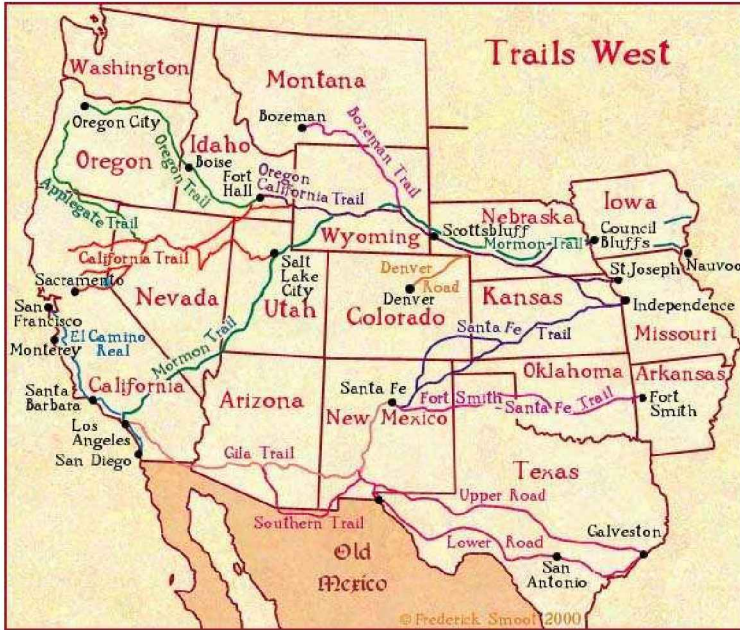 Trails West
Washington
Montana
Oregon City
Bozeman
Bozeman Trail
Oregon
Idaho
Oregon Trail
Boise
Fort
Hall
Oregon
California Trail
Applegate Trail
Wyoming
Scottsbluff
Nebraska
Mormon Trail
Iowa
Council
Bluffs
Nauvoo
California Trail
Sacramento
Salt
Lake
City
Denver
Road
Denver
St. Joseph
Independence
San
Francisco
Nevada
Utah
Colorado
Kansas
Missouri
Monterey
El Camino
Real
Mormon Trail
Santa Fe
Trail
Santa
Barbara
California
Arizona
Santa Fe
New
Mexico
Oklahoma
Arkansas
Fort Smith
-Santa Fe Trail
Fort
Smith
Los
Angeles
San Diego
Gila Trail
Southern Trail
Texas
Upper Road
Lower Road
Galveston
San
Antonio
Old
Mexico
© Frederick Smoot 2000